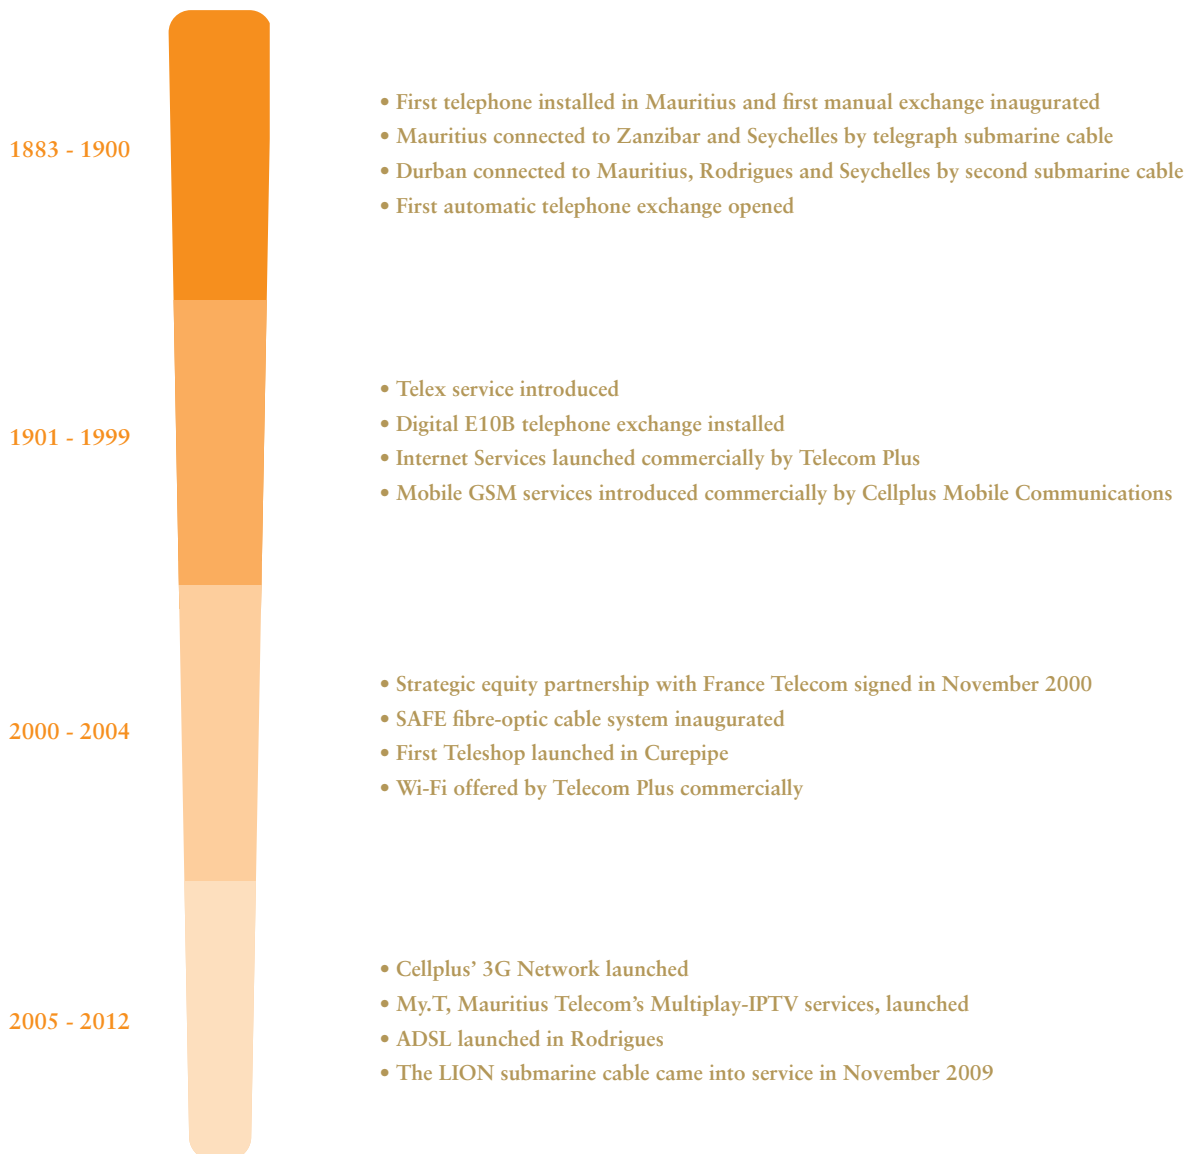 1883 - 1900
• First telephone installed in Mauritius and first manual exchange inaugurated
• Mauritius connected to Zanzibar and Seychelles by telegraph submarine cable
• Durban connected to Mauritius, Rodrigues and Seychelles by second submarine cable
• First automatic telephone exchange opened
1901 - 1999
• Telex service introduced
• Digital E10B telephone exchange installed
• Internet Services launched commercially by Telecom Plus
• Mobile GSM services introduced commercially by Cellplus Mobile Communications
2000 - 2004
• Strategic equity partnership with France Telecom signed in November 2000
• SAFE fibre-optic cable system inaugurated
• First Teleshop launched in Curepipe
• Wi-Fi offered by Telecom Plus commercially
2005 - 2012
• Cellplus’ 3G Network launched
• My.T, Mauritius Telecom’s Multiplay-IPTV services, launched
• ADSL launched in Rodrigues
• The LION submarine cable came into service in November 2009